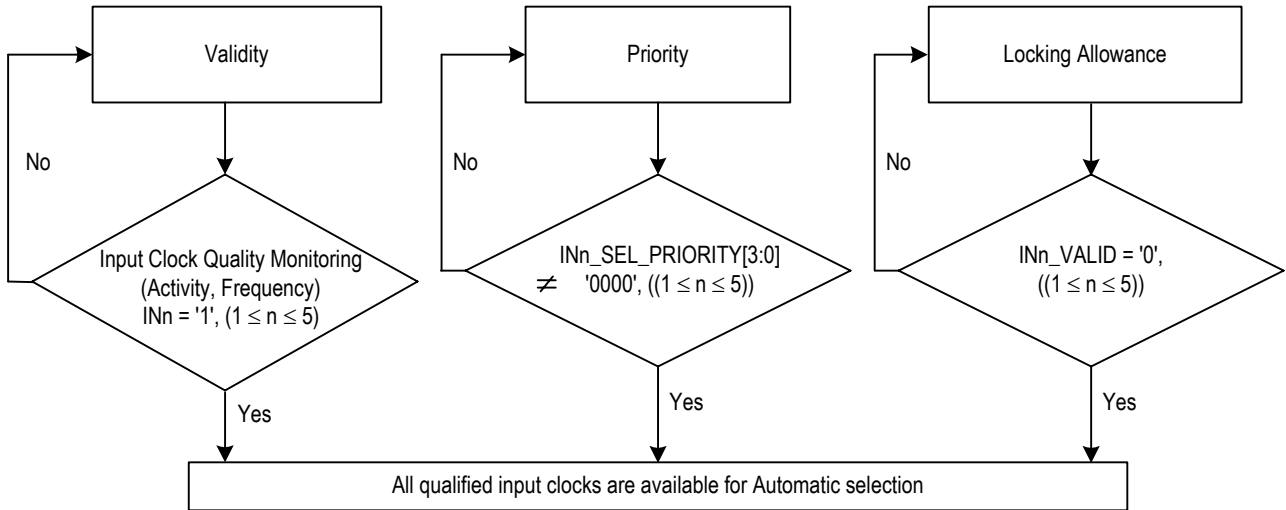 Validity
Priority
Locking Allowance
No
No
No
Input Clock Quality Monitoring
(Activity, Frequency)
INn = '1', (1 ≤ n ≤ 5)
INn_SEL_PRIORITY[3:0]
≠ '0000', ((1 ≤ n ≤ 5))
INn_VALID = '0',
((1 ≤ n ≤ 5))
Yes
Yes
Yes
All qualified input clocks are available for Automatic selection